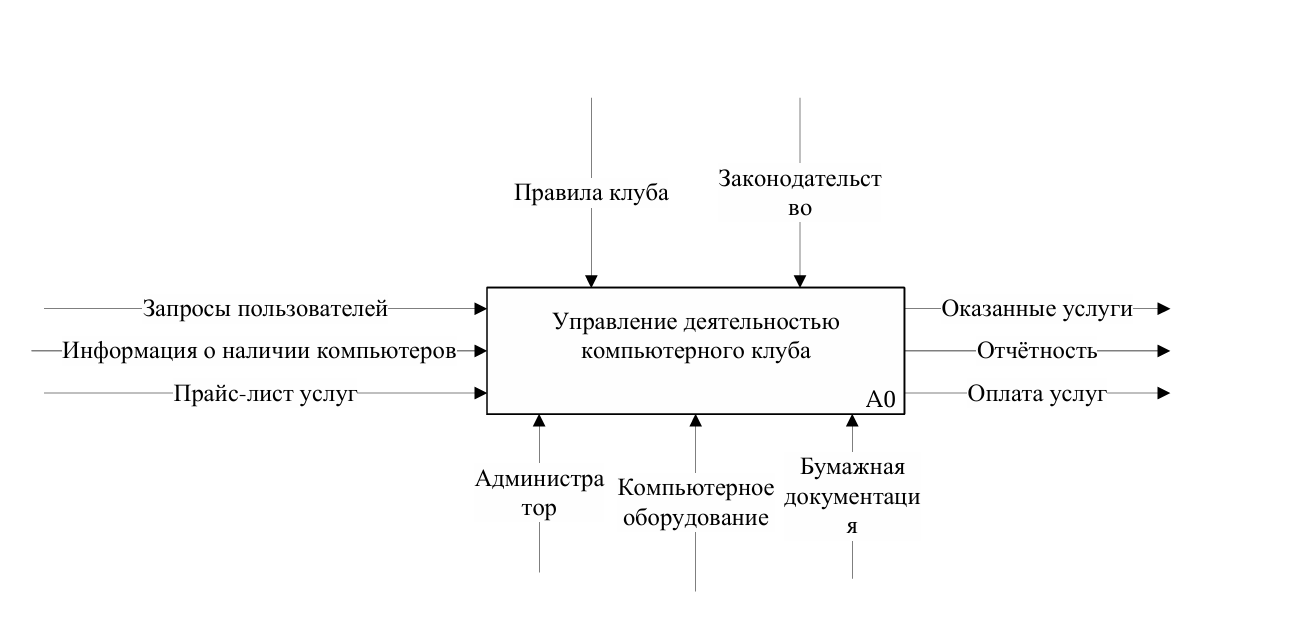 Правила клуба
Законодательст
во
Запросы пользователей
Информация о наличии компьютеров
Прайс-лист услуг
Управление деятельностью
компьютерного клуба
A0
Оказанные услуги
Отчётность
Оплата услуг
Администра
тор
Компьютерное
оборудование
Бумажная
документаци
я